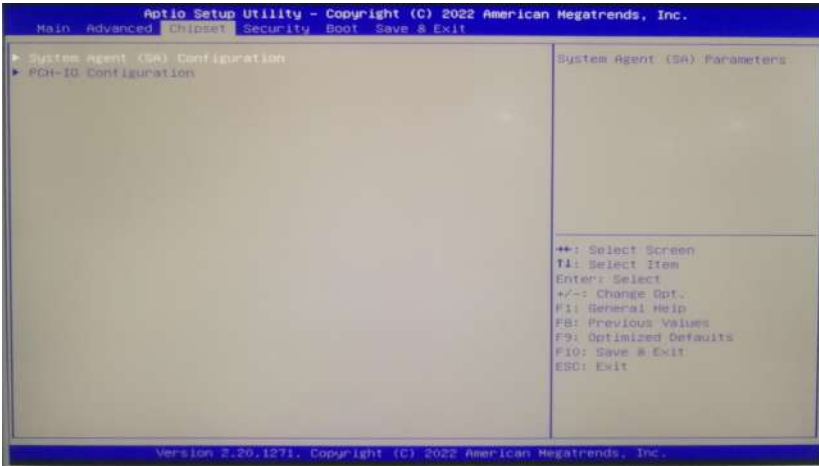 Aptio Setup Utility – Copyright (C) 2022 American Megatrends, Inc.
Main Advanced Chipset Security Boot Save & Exit
▶ System Agent (SA) Configuration
▶ PCH-IO Configuration
System Agent (SA) Parameters
→←: Select Screen
↑↓: Select Item
Enter: Select
+/-: Change Opt.
F1: General Help
F8: Previous Values
F9: Optimized Defaults
F10: Save & Exit
ESC: Exit
Version 2.20.1271. Copyright (C) 2022 American Megatrends, Inc.